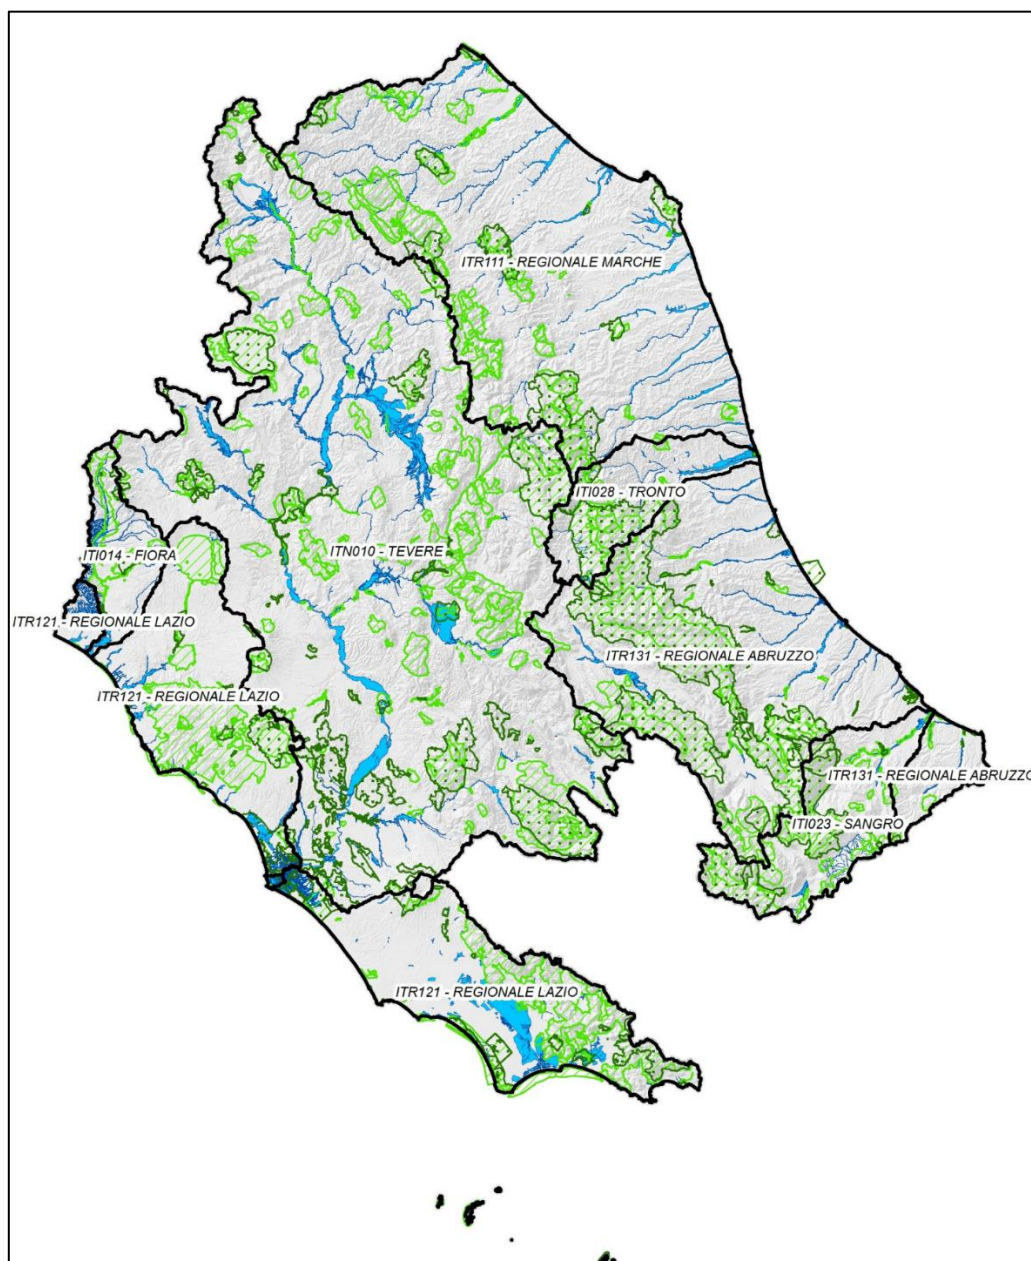 ITR111 - REGIONALE MARCHE
ITI028 - TRONTO
ITN010 - TEVERE
ITI014 - FIORA
ITR121 - REGIONALE LAZIO
ITR131 - REGIONALE ABRUZZO
ITR121 - REGIONALE LAZIO
ITR131 - REGIONALE ABRUZZO
ITI023 - SANGRO
ITR121 - REGIONALE LAZIO